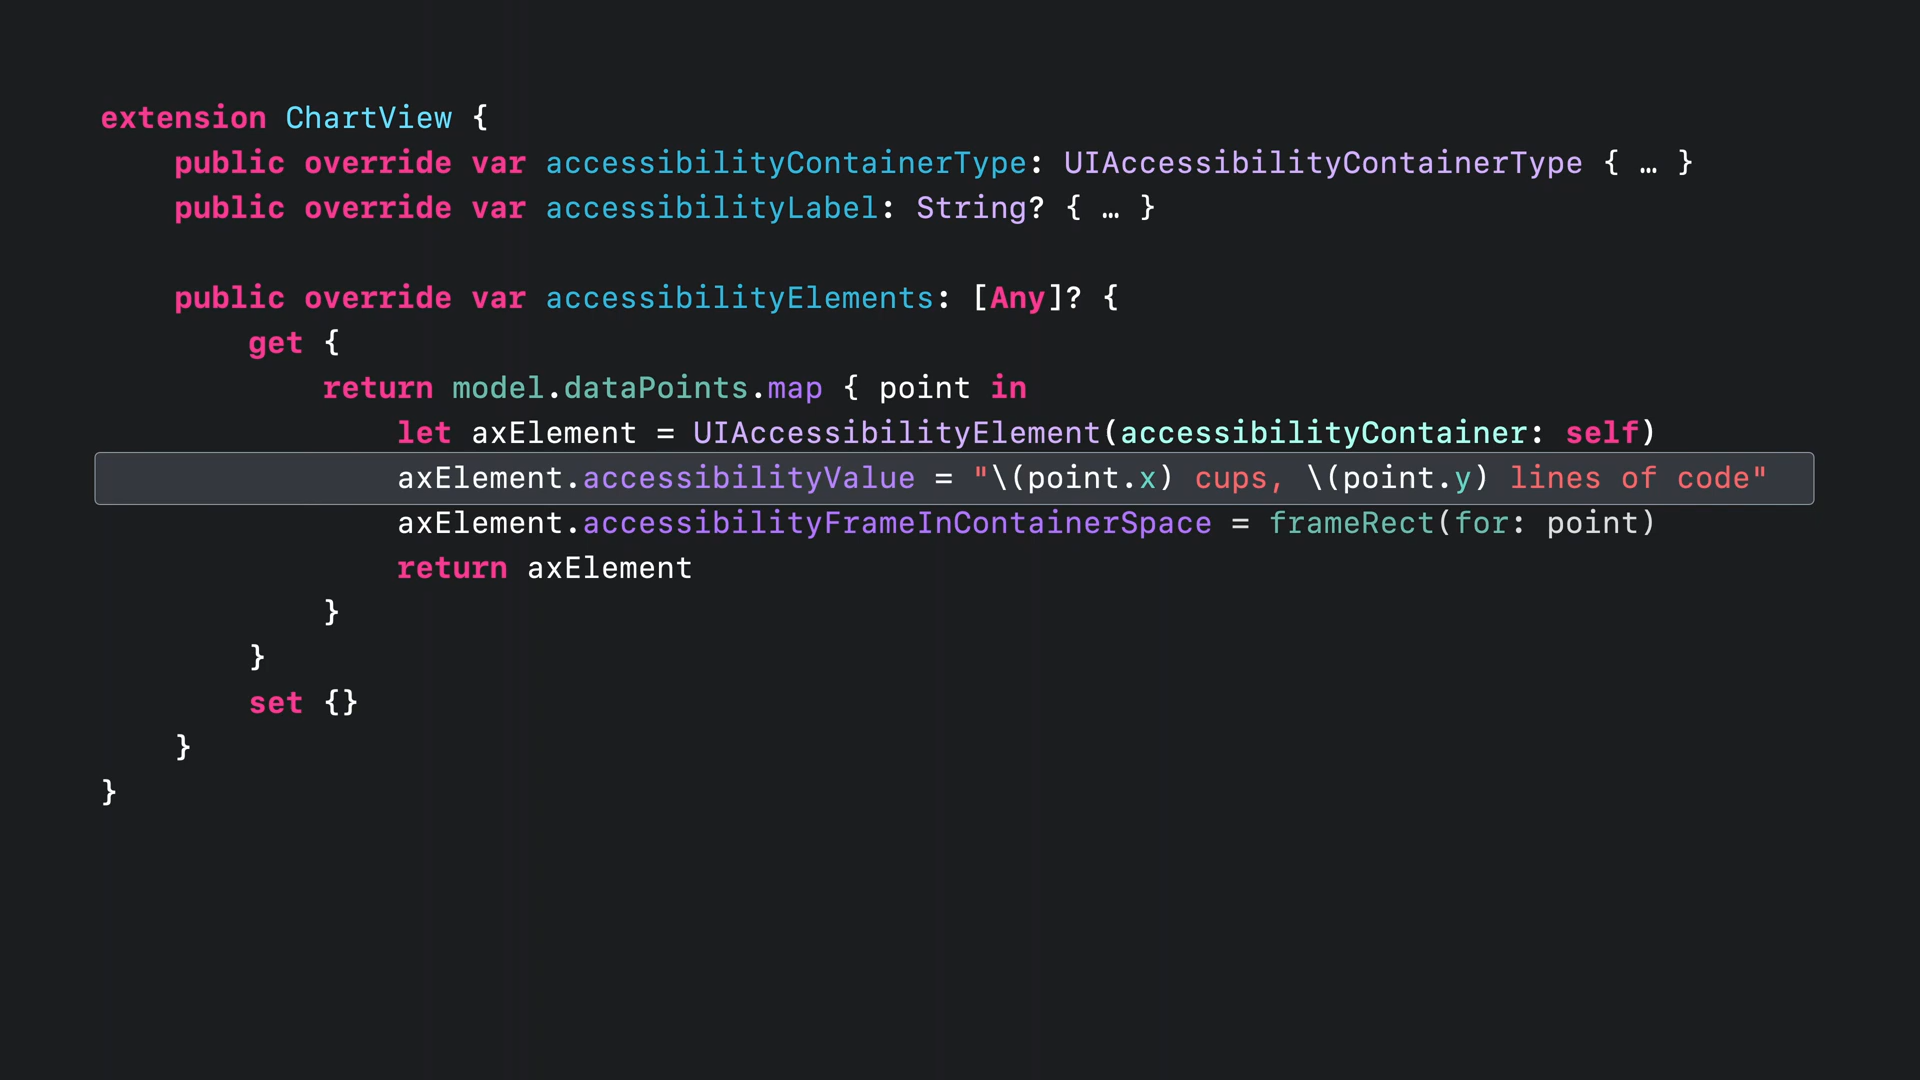 extension ChartView {
    public override var accessibilityContainerType: UIAccessibilityContainerType { … }
    public override var accessibilityLabel: String? { … }

    public override var accessibilityElements: [Any]? {
        get {
            return model.dataPoints.map { point in
                let axElement = UIAccessibilityElement(accessibilityContainer: self)
                axElement.accessibilityValue = "\(point.x) cups, \(point.y) lines of code"
                axElement.accessibilityFrameInContainerSpace = frameRect(for: point)
                return axElement
            }
        }
        set {}
    }
}